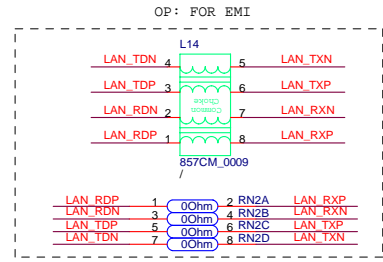 OP: FOR EMI
L14
LAN_TDN 4 5 LAN_TXN
LAN_TDP 3 6 LAN_TXP
Common
Choke
LAN_RDN 2 7 LAN_RXN
LAN_RDP 1 8 LAN_RXP
857CM_0009
/
LAN_RDP 1 0Ohm 2 RN2A LAN_RXP
LAN_RDN 3 0Ohm 4 RN2B LAN_RXN
LAN_TDP 5 0Ohm 6 RN2C LAN_TXP
LAN_TDN 7 0Ohm 8 RN2D LAN_TXN